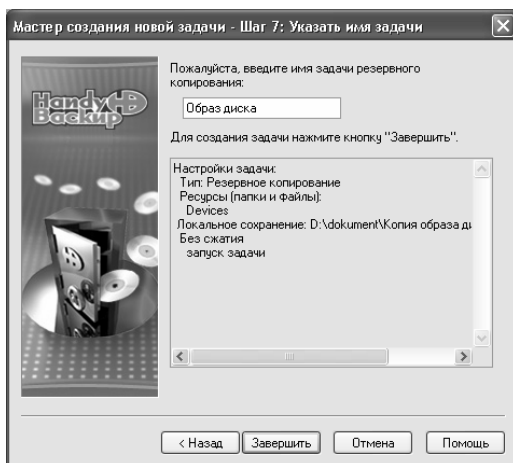 Мастер создания новой задачи - Шаг 7: Указать имя задачи
Handy
Backup
Пожалуйста, введите имя задачи резервного
копирования:
Образ диска
Для создания задачи нажмите кнопку "Завершить".
Настройки задачи:
Тип: Резервное копирование
Ресурсы (папки и файлы):
Devices
Локальное сохранение: D:\dokument\Копия образа ди
Без сжатия
запуск задачи
< Назад
Завершить
Отмена
Помощь